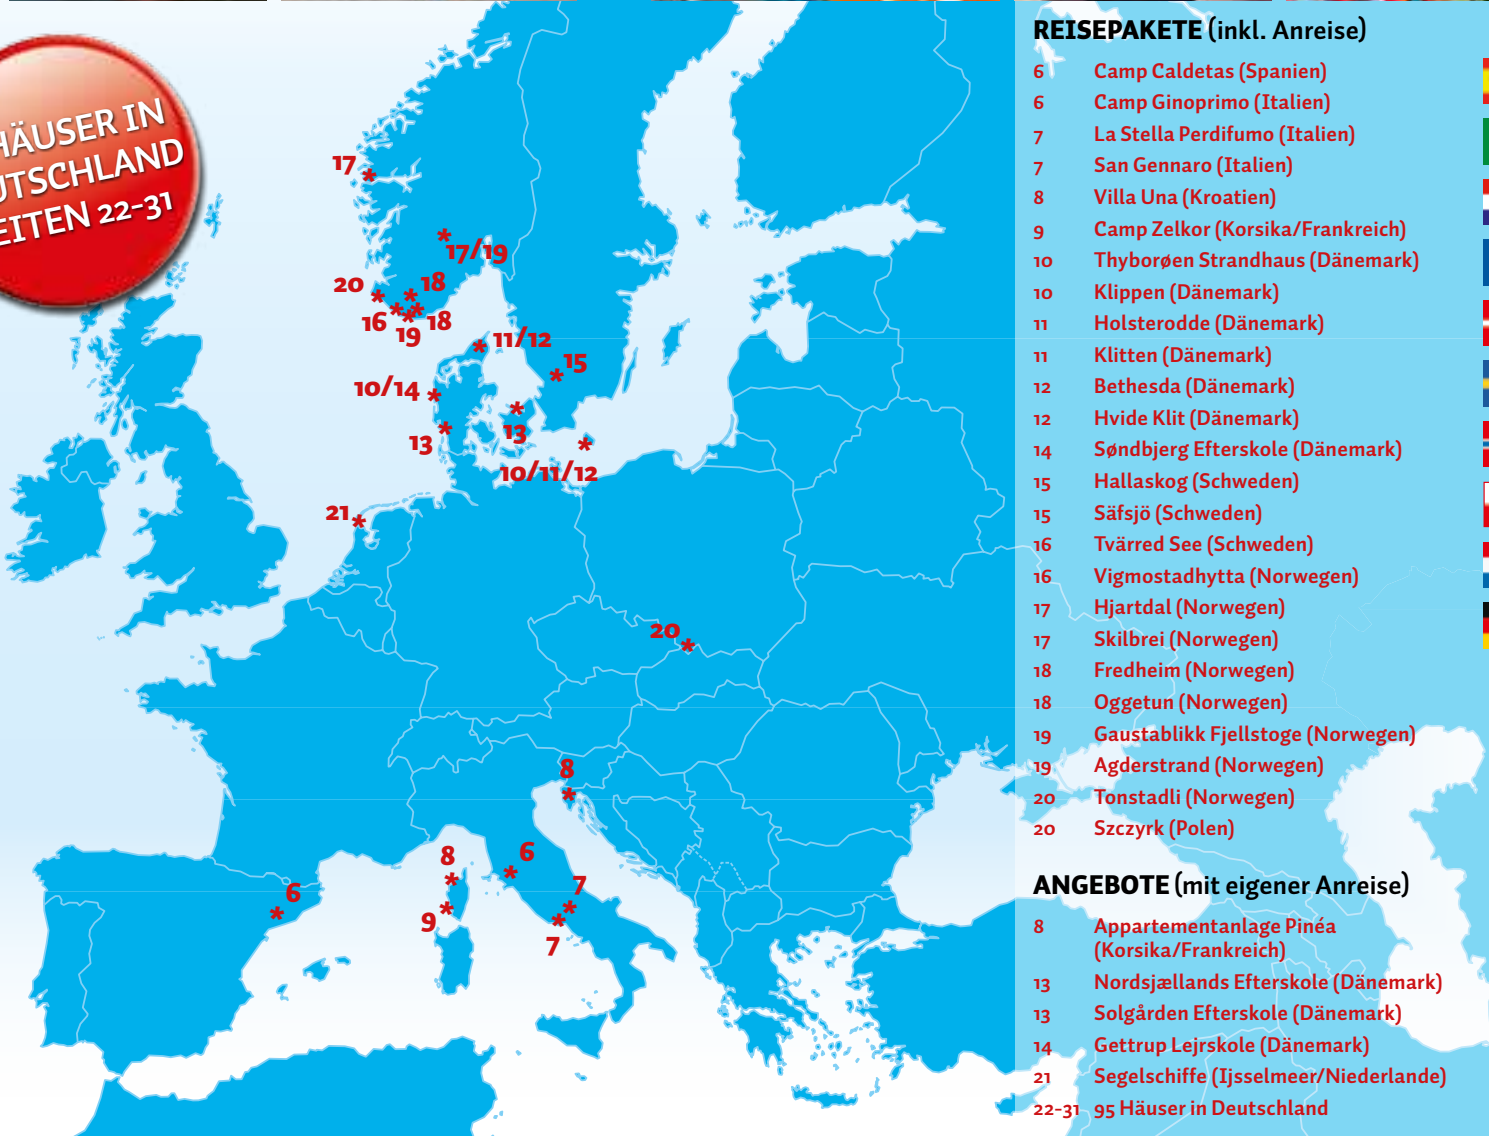 HÄUSER IN
22-31
17
17/19
20
18
16
19
18
11/12
15
10/14
13
13
10/11/12
21
20
8
8
6
7
6
9
7
REISEPAKETE (inkl. Anreise)
6 Camp Caldetas (Spanien)
6 Camp Ginoprimo (Italien)
7 La Stella Perdifumo (Italien)
7 San Gennaro (Italien)
8 Villa Una (Kroatien)
9 Camp Zelkor (Korsika/Frankreich)
10 Thyborøen Strandhaus (Dänemark)
10 Klippen (Dänemark)
11 Holsterodde (Dänemark)
11 Klitten (Dänemark)
12 Bethesda (Dänemark)
12 Hvide Klit (Dänemark)
14 Søndbjerg Efterskole (Dänemark)
15 Hallaskog (Schweden)
15 Säfsjö (Schweden)
16 Tvärred See (Schweden)
16 Vigmostadhytta (Norwegen)
17 Hjartdal (Norwegen)
17 Skilbrei (Norwegen)
18 Fredheim (Norwegen)
18 Oggetun (Norwegen)
19 Gaustablikk Fjellstoge (Norwegen)
19 Agderstrand (Norwegen)
20 Tonstadli (Norwegen)
20 Szczyrk (Polen)
ANGEBOTE (mit eigener Anreise)
8 Appartementanlage Pinéa
(Korsika/Frankreich)
13 Nordsjællands Efterskole (Dänemark)
13 Solgården Efterskole (Dänemark)
14 Gettrup Lejrskole (Dänemark)
21 Segelschiffe (Ijsselmeer/Niederlande)
22-31 95 Häuser in Deutschland